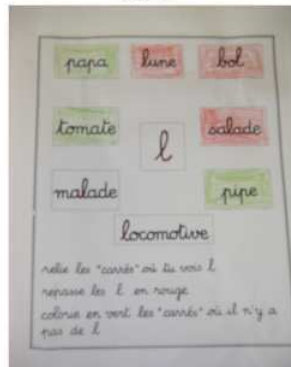 papa lune bol
tomate salade
l
malade pipe
locomotive
relie les "carrés" où tu vois l
repasse les l en rouge
colorie en vert les "carrés" où il n'y a
pas de l